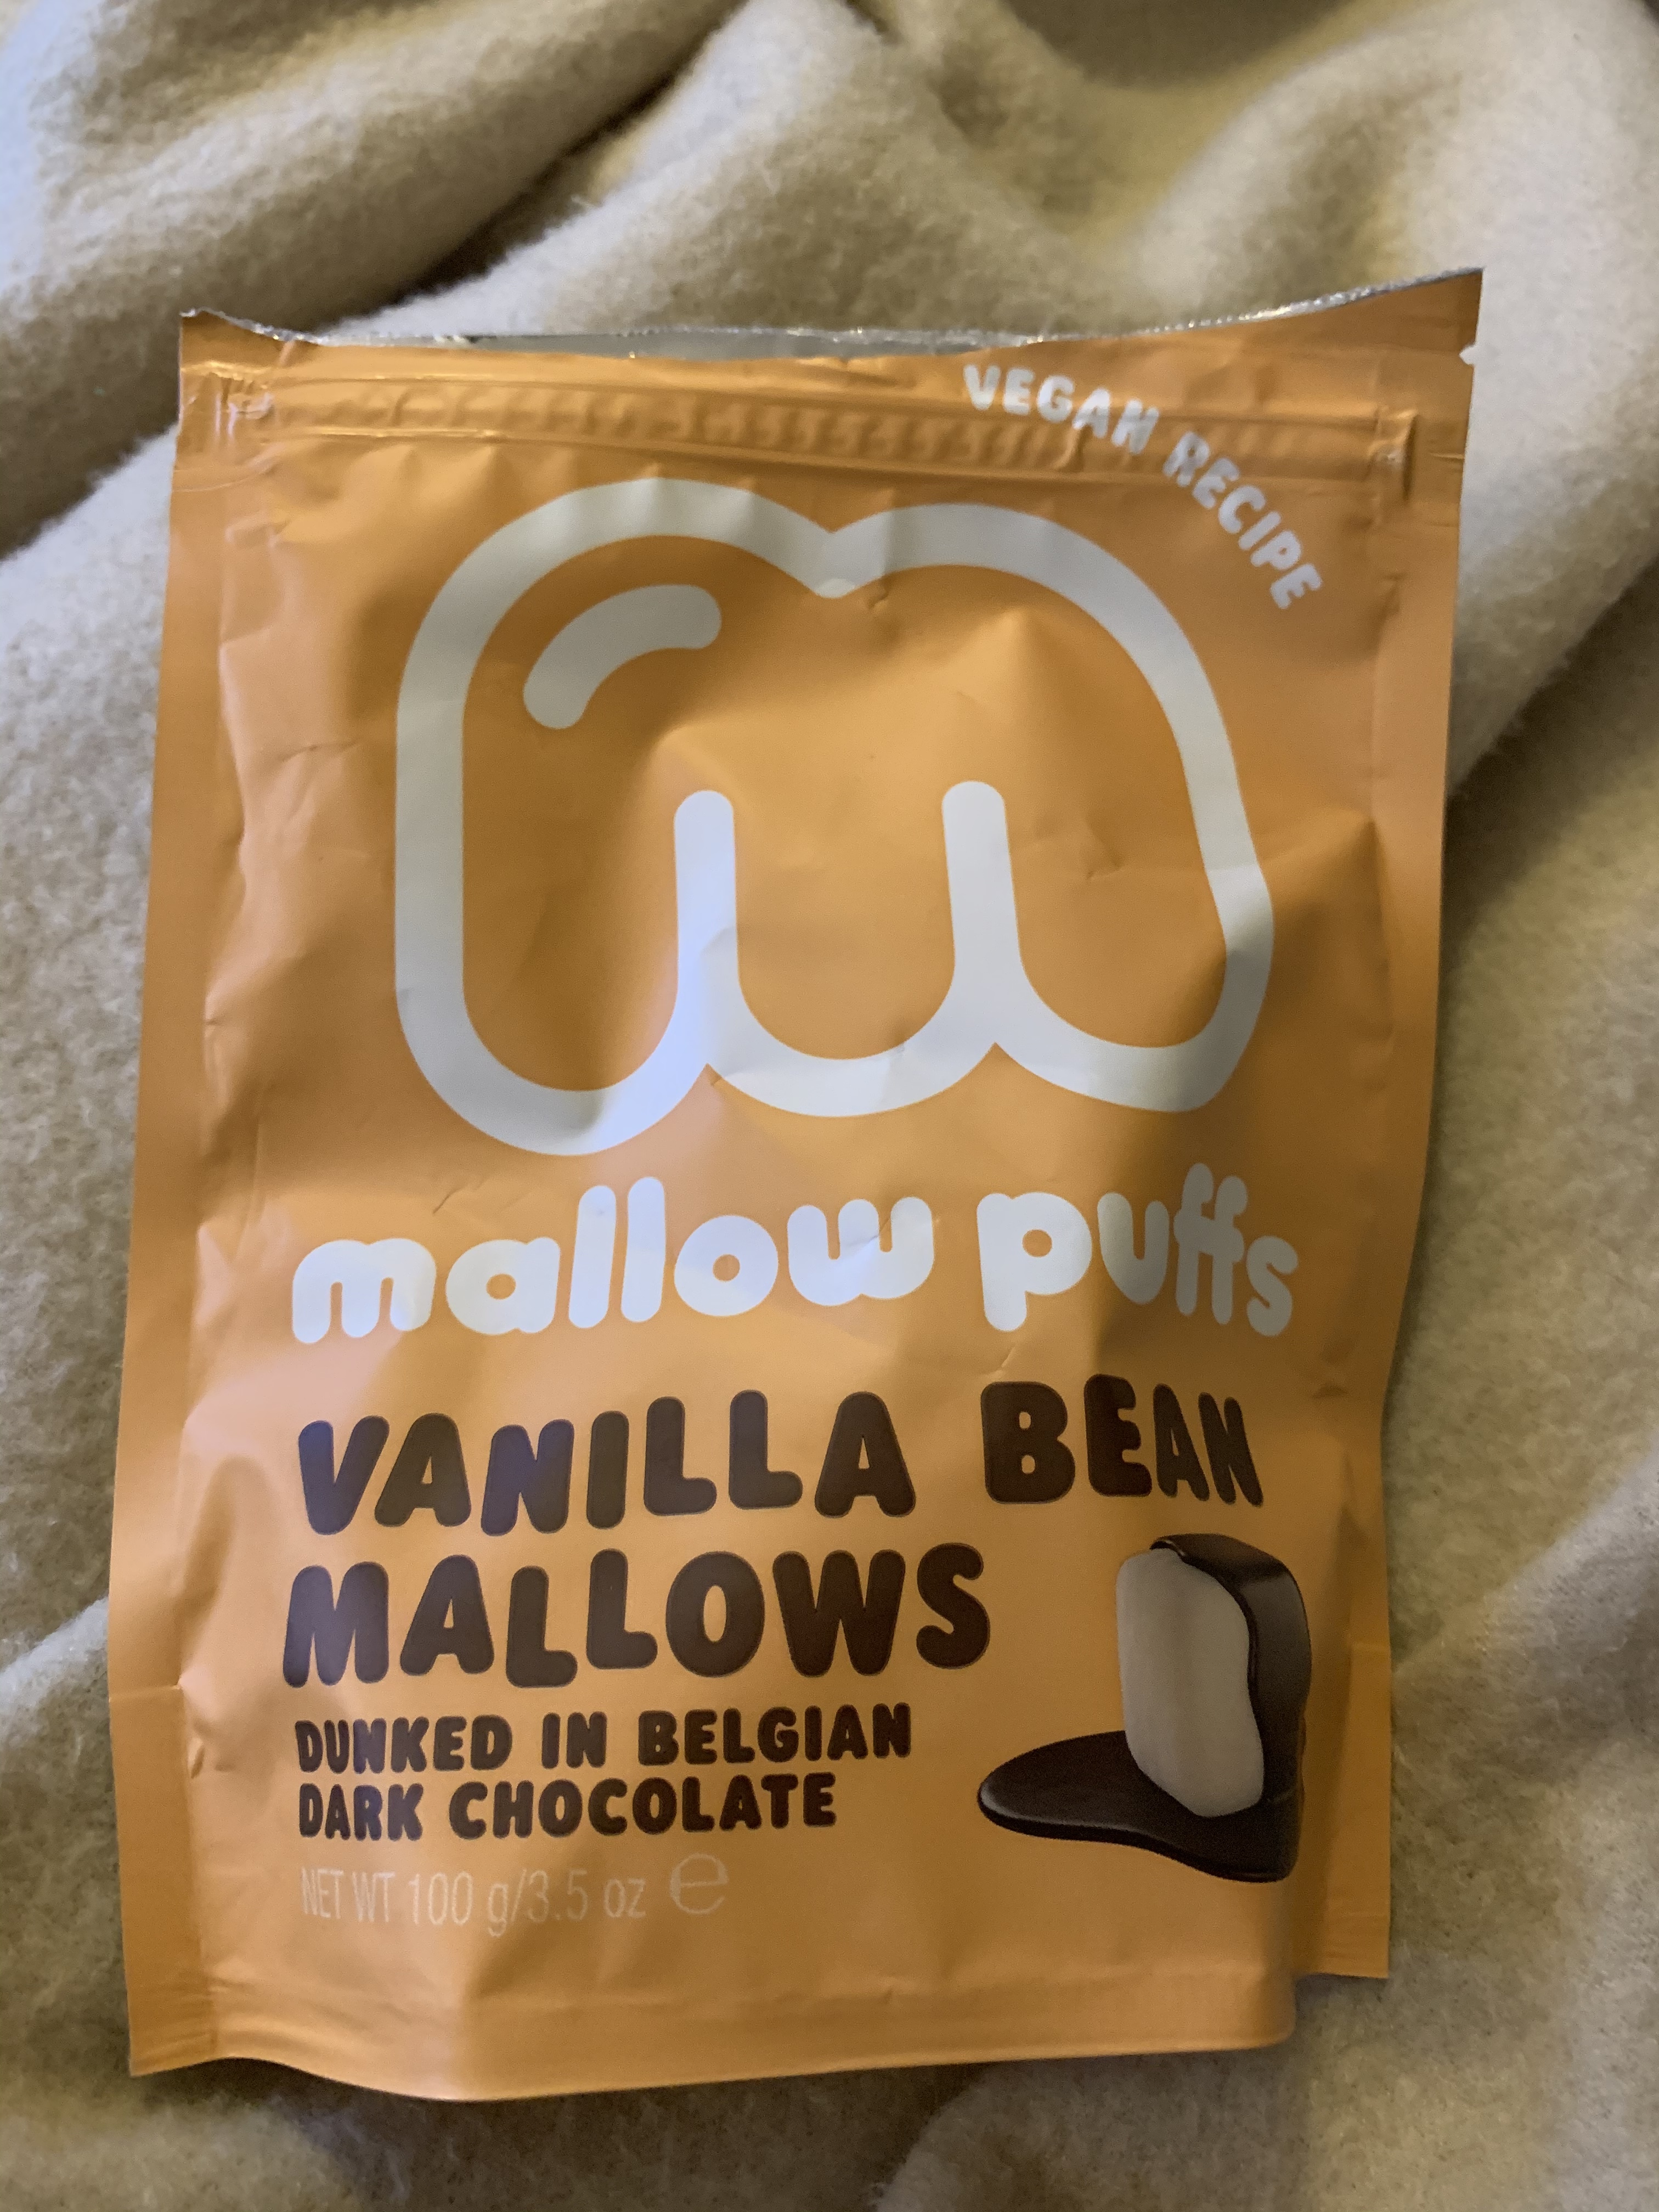 VEGAN RECIPE
m
mallow puffs
VANILLA BEAN
MALLOWS
DUNKED IN BELGIAN
DARK CHOCOLATE
NET WT 100 g/3.5 oz ℮